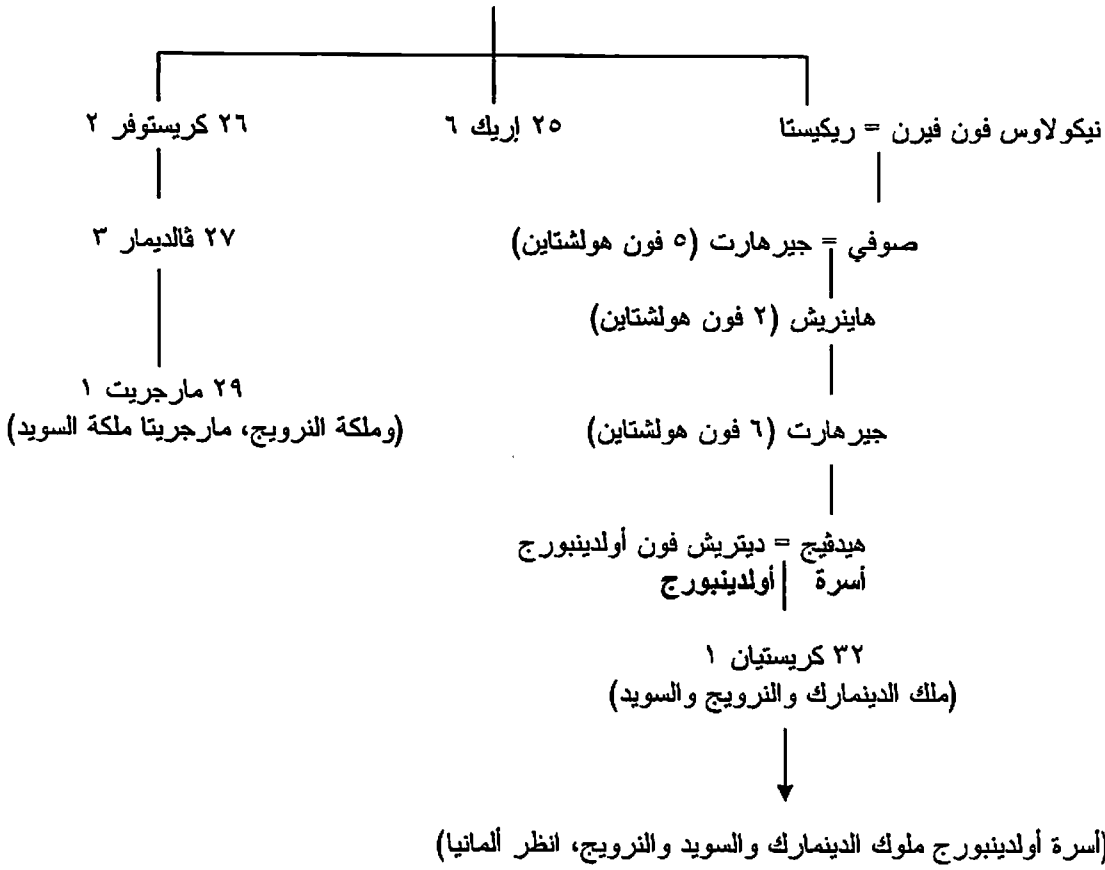 نيكولاوس فون فيرن = ريكيستا
٢٥ إريك ٦
٢٦ كريستوفر ٢
صوفي = جيرهارت (٥ فون هولشتاين)
٢٧ ڤالديمار ٣
هاينريش (٢ فون هولشتاين)
٢٩ مارجريت ١
(وملكة النرويج، مارجريتا ملكة السويد)
جيرهارت (٦ فون هولشتاين)
هيدڤيج = ديتريش فون أولدينبورج
أسرة أولدينبورج
٣٢ كريستيان ١
(ملك الدينمارك والنرويج والسويد)
(أسرة أولدينبورج ملوك الدينمارك والسويد والنرويج، انظر ألمانيا)